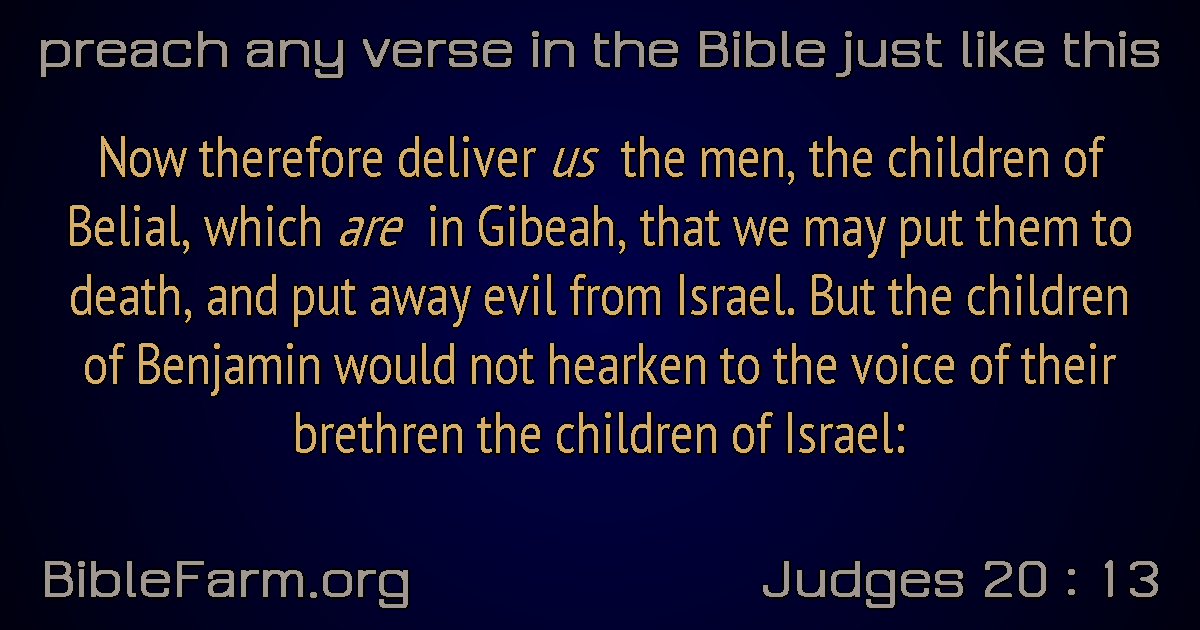 preach any verse in the Bible just like this
Now therefore deliver us the men, the children of
Belial, which are in Gibeah, that we may put them to
death, and put away evil from Israel. But the children
of Benjamin would not hearken to the voice of their
brethren the children of Israel:
BibleFarm.org
Judges 20 : 13